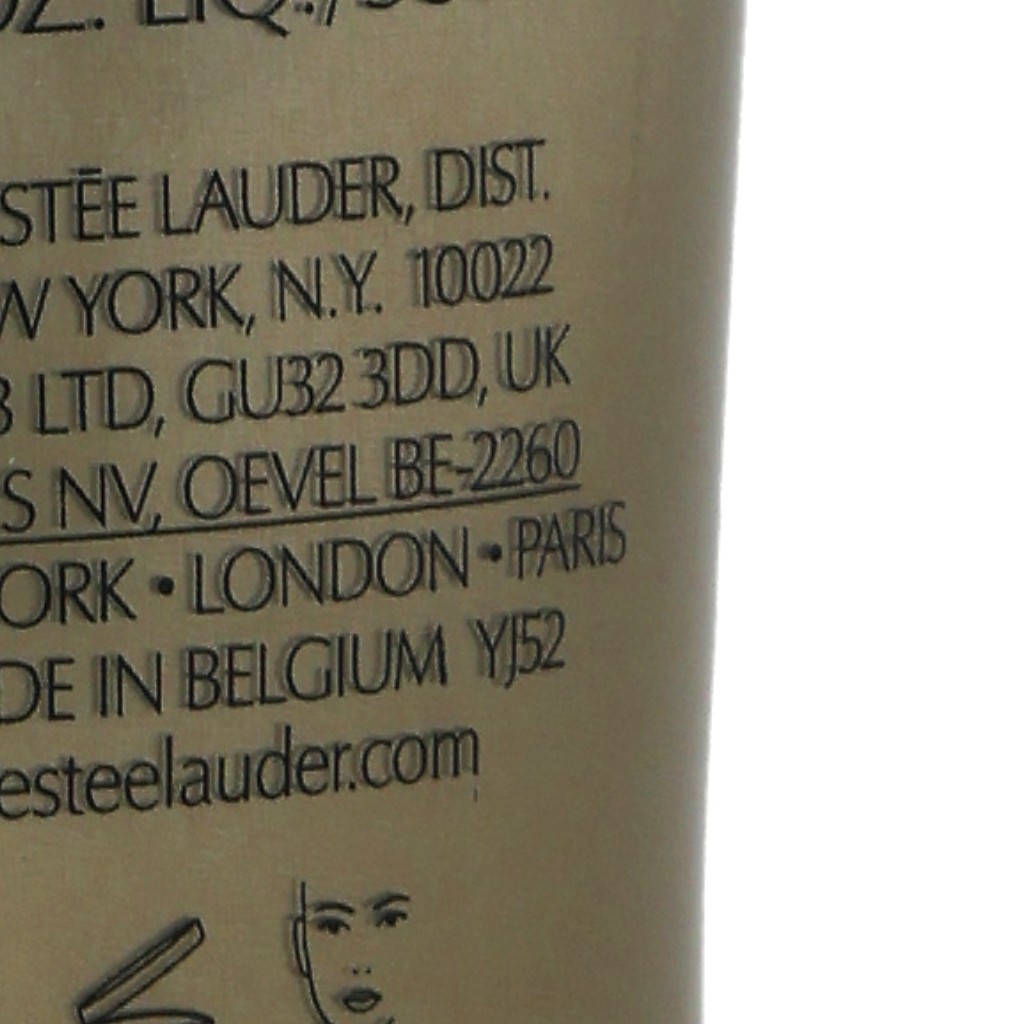 OZ. LIQ./
STĒE LAUDER, DIST.
W YORK, N.Y. 10022
LTD, GU32 3DD, UK
S NV, OEVEL BE-2260
ORK • LONDON • PARIS
DE IN BELGIUM YJ52
esteelauder.com